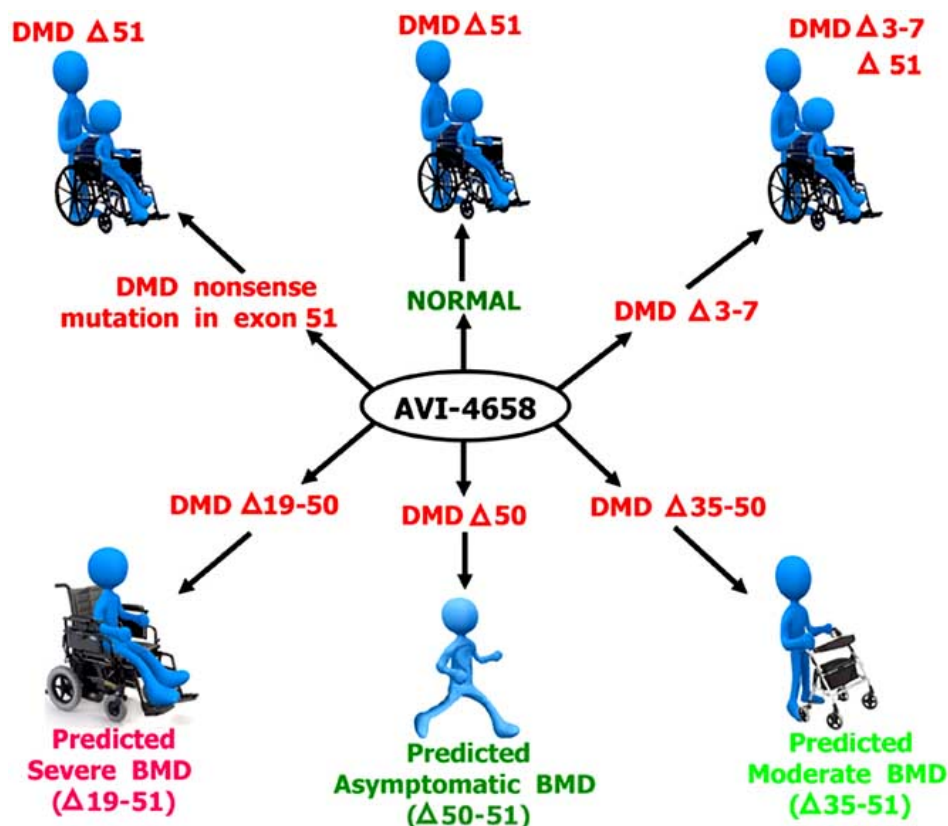 DMD Δ51
DMD Δ51
DMD Δ3-7
Δ 51
DMD nonsense
mutation in exon 51
NORMAL
DMD Δ3-7
AVI-4658
DMD Δ19-50
DMD Δ50
DMD Δ35-50
Predicted
Severe BMD
(Δ19-51)
Predicted
Asymptomatic BMD
(Δ50-51)
Predicted
Moderate BMD
(Δ35-51)